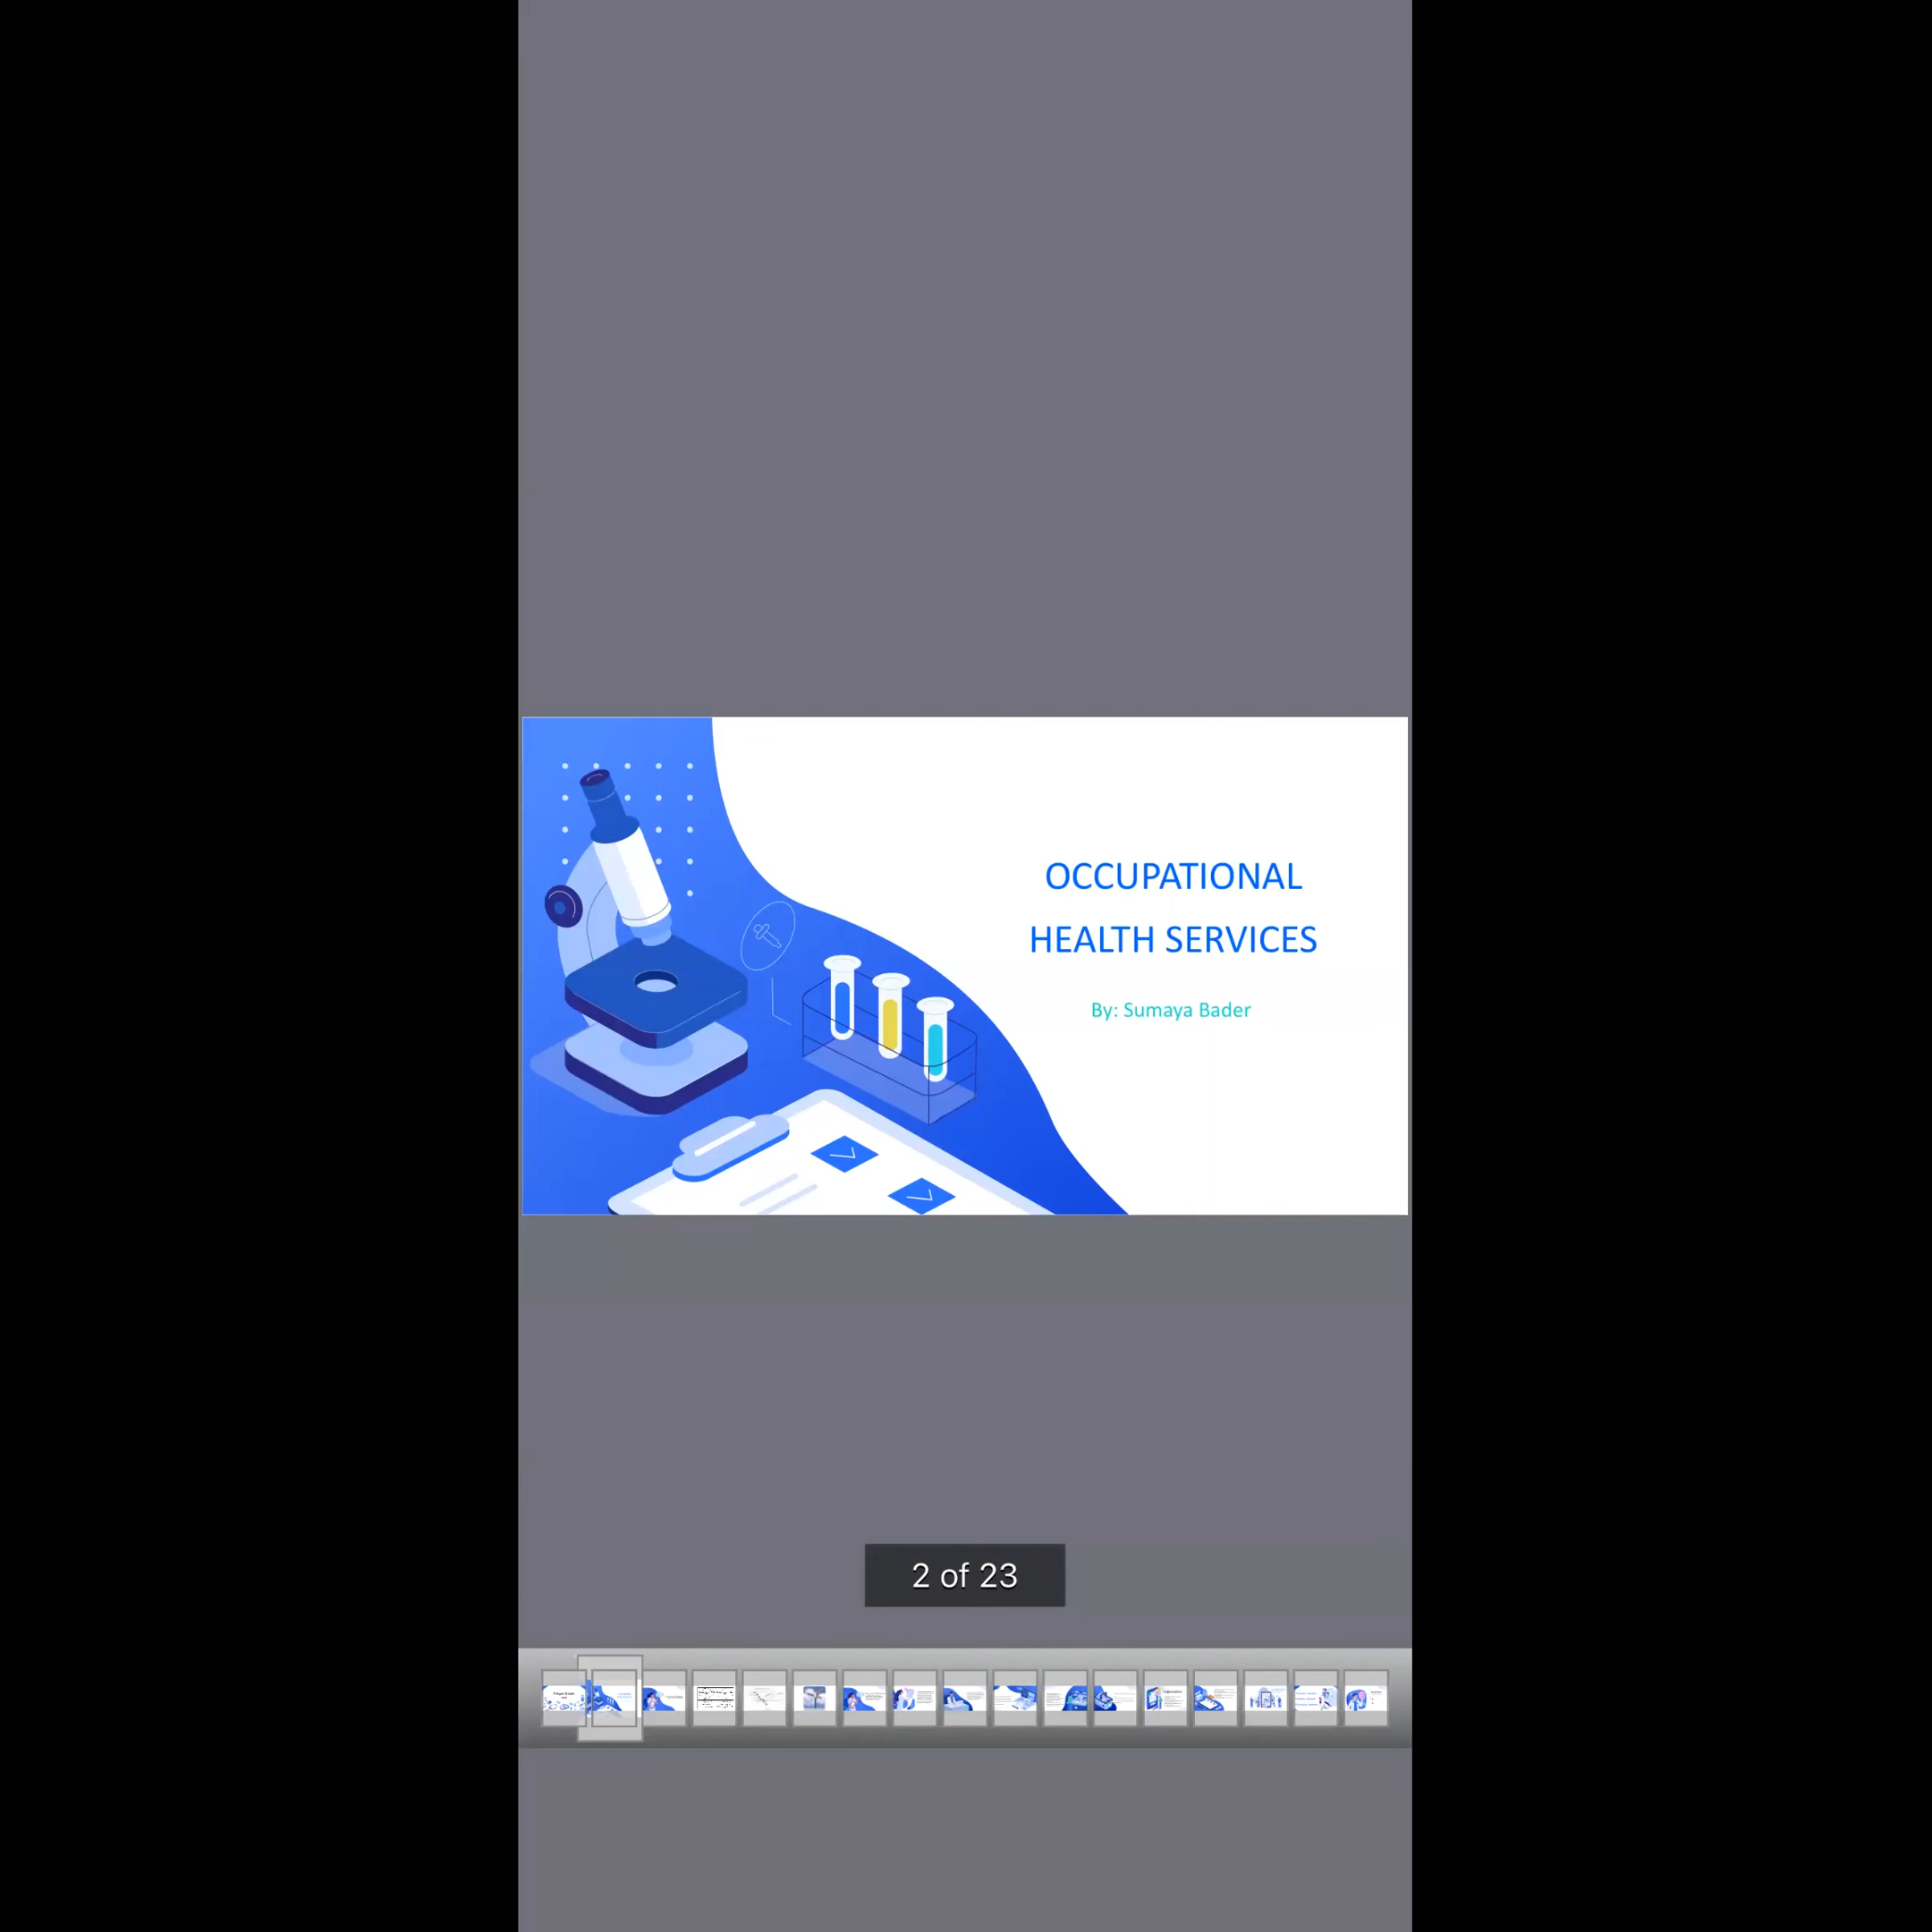 OCCUPATIONAL
HEALTH SERVICES
By: Sumaya Bader
2 of 23